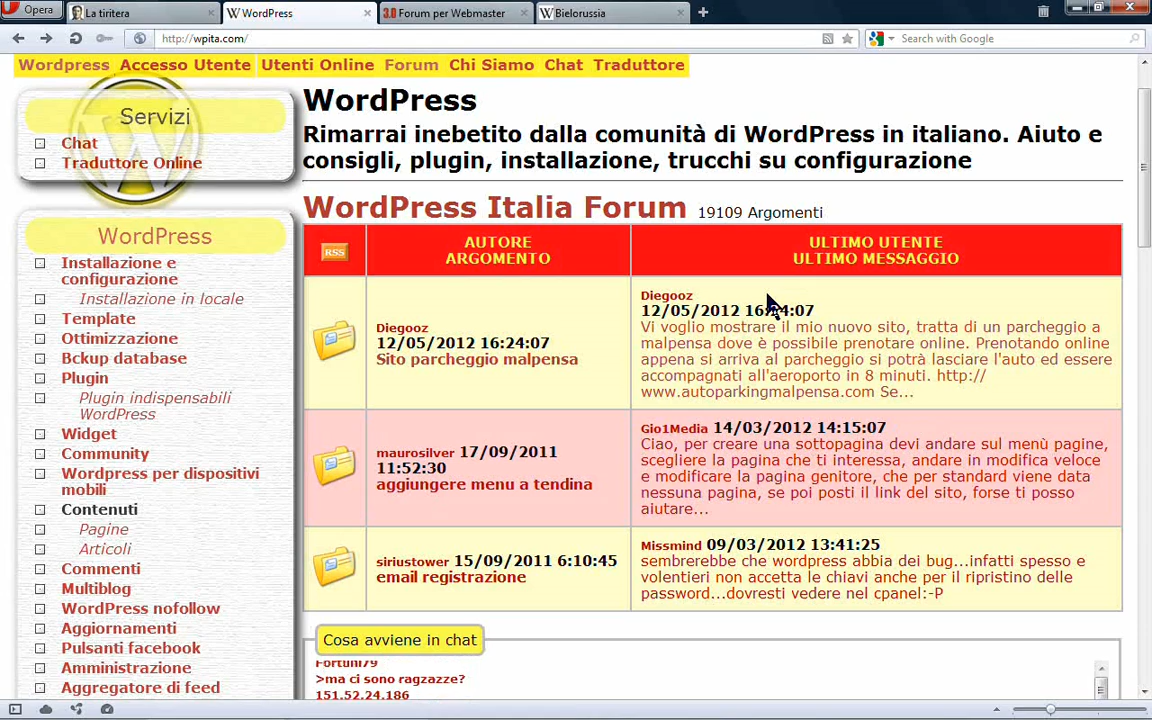 Opera
La tiritera
WordPress
Forum per Webmaster
Bielorussia
http://wpita.com/
Search with Google
Wordpress Accesso Utente Utenti Online Forum Chi Siamo Chat Traduttore
Servizi
Chat
Traduttore Online
WordPress
Installazione e
configurazione
Installazione in locale
Template
Ottimizzazione
Bckup database
Plugin
Plugin indispensabili
WordPress
Widget
Community
Wordpress per dispositivi
mobili
Contenuti
Pagine
Articoli
Commenti
Multiblog
WordPress nofollow
Aggiornamenti
Pulsanti facebook
Amministrazione
Aggregatore di feed
WordPress
Rimarrai inebetito dalla comunità di WordPress in italiano. Aiuto e
consigli, plugin, installazione, trucchi su configurazione
WordPress Italia Forum 19109 Argomenti
RSS
AUTORE
ARGOMENTO
ULTIMO UTENTE
ULTIMO MESSAGGIO
Diegooz
12/05/2012 16:24:07
Sito parcheggio malpensa
Diegooz
12/05/2012 16:24:07
Vi voglio mostrare il mio nuovo sito, tratta di un parcheggio a
malpensa dove è possibile prenotare online. Prenotando online
appena si arriva al parcheggio si potrà lasciare l'auto ed essere
accompagnati all'aeroporto in 8 minuti. http://
www.autoparkingmalpensa.com Se...
maurosilver 17/09/2011
11:52:30
aggiungere menu a tendina
Gio1Media 14/03/2012 14:15:07
Ciao, per creare una sottopagina devi andare sul menù pagine,
scegliere la pagina che ti interessa, andare in modifica veloce
e modificare la pagina genitore, che per standard viene data
nessuna pagina, se poi posti il link del sito, forse ti posso
aiutare...
siriustower 15/09/2011 6:10:45
email registrazione
Missmind 09/03/2012 13:41:25
sembrerebbe che wordpress abbia dei bug...infatti spesso e
volentieri non accetta le chiavi anche per il ripristino delle
password...dovresti vedere nel cpanel:-P
Cosa avviene in chat
Fortuni79
>ma ci sono ragzazze?
151.52.24.186